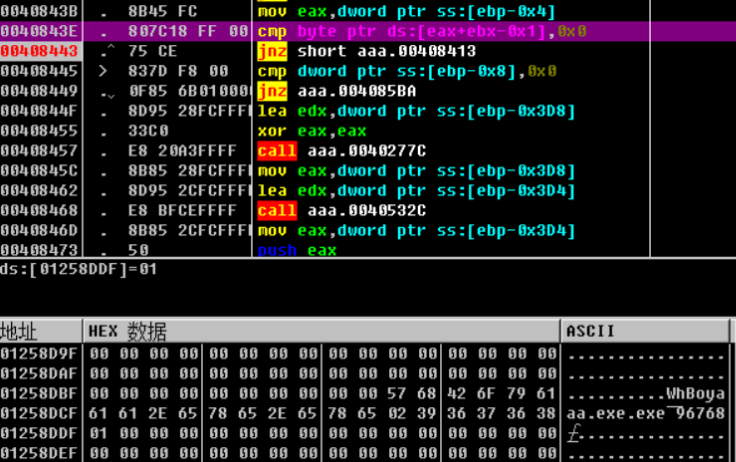 0040843B . 8B45 FC mov eax,dword ptr ss:[ebp-0x4]
0040843E . 807C18 FF 00 cmp byte ptr ds:[eax+ebx-0x1],0x0
00408443 .^ 75 CE jnz short aaa.00408413
00408445 > 837D F8 00 cmp dword ptr ss:[ebp-0x8],0x0
00408449 .v 0F85 6B01000 jnz aaa.004085BA
0040844F . 8D95 28FCFFF lea edx,dword ptr ss:[ebp-0x3D8]
00408455 . 33C0 xor eax,eax
00408457 . E8 20A3FFFF call aaa.0040277C
0040845C . 8B85 28FCFFF mov eax,dword ptr ss:[ebp-0x3D8]
00408462 . 8D95 2CFCFFF lea edx,dword ptr ss:[ebp-0x3D4]
00408468 . E8 BFCEFFFF call aaa.0040532C
0040846D . 8B85 2CFCFFF mov eax,dword ptr ss:[ebp-0x3D4]
00408473 . 50 push eax
ds:[01258DDF]=01
地址 HEX 数据 ASCII
01258D9F 00 00 00 00 00 00 00 00 00 00 00 00 00 00 00 00 ................
01258DAF 00 00 00 00 00 00 00 00 00 00 00 00 00 00 00 00 ................
01258DBF 00 00 00 00 00 00 00 00 00 00 57 68 42 6F 79 61 ..........WhBoya
01258DCF 61 61 2E 65 78 65 2E 65 78 65 02 39 36 37 36 38 aa.exe.exe 96768
01258DDF 01 00 00 00 00 00 00 00 00 00 00 00 00 00 00 00 ...............
01258DEF 00 00 00 00 00 00 00 00 00 00 00 00 00 00 00 00 ................